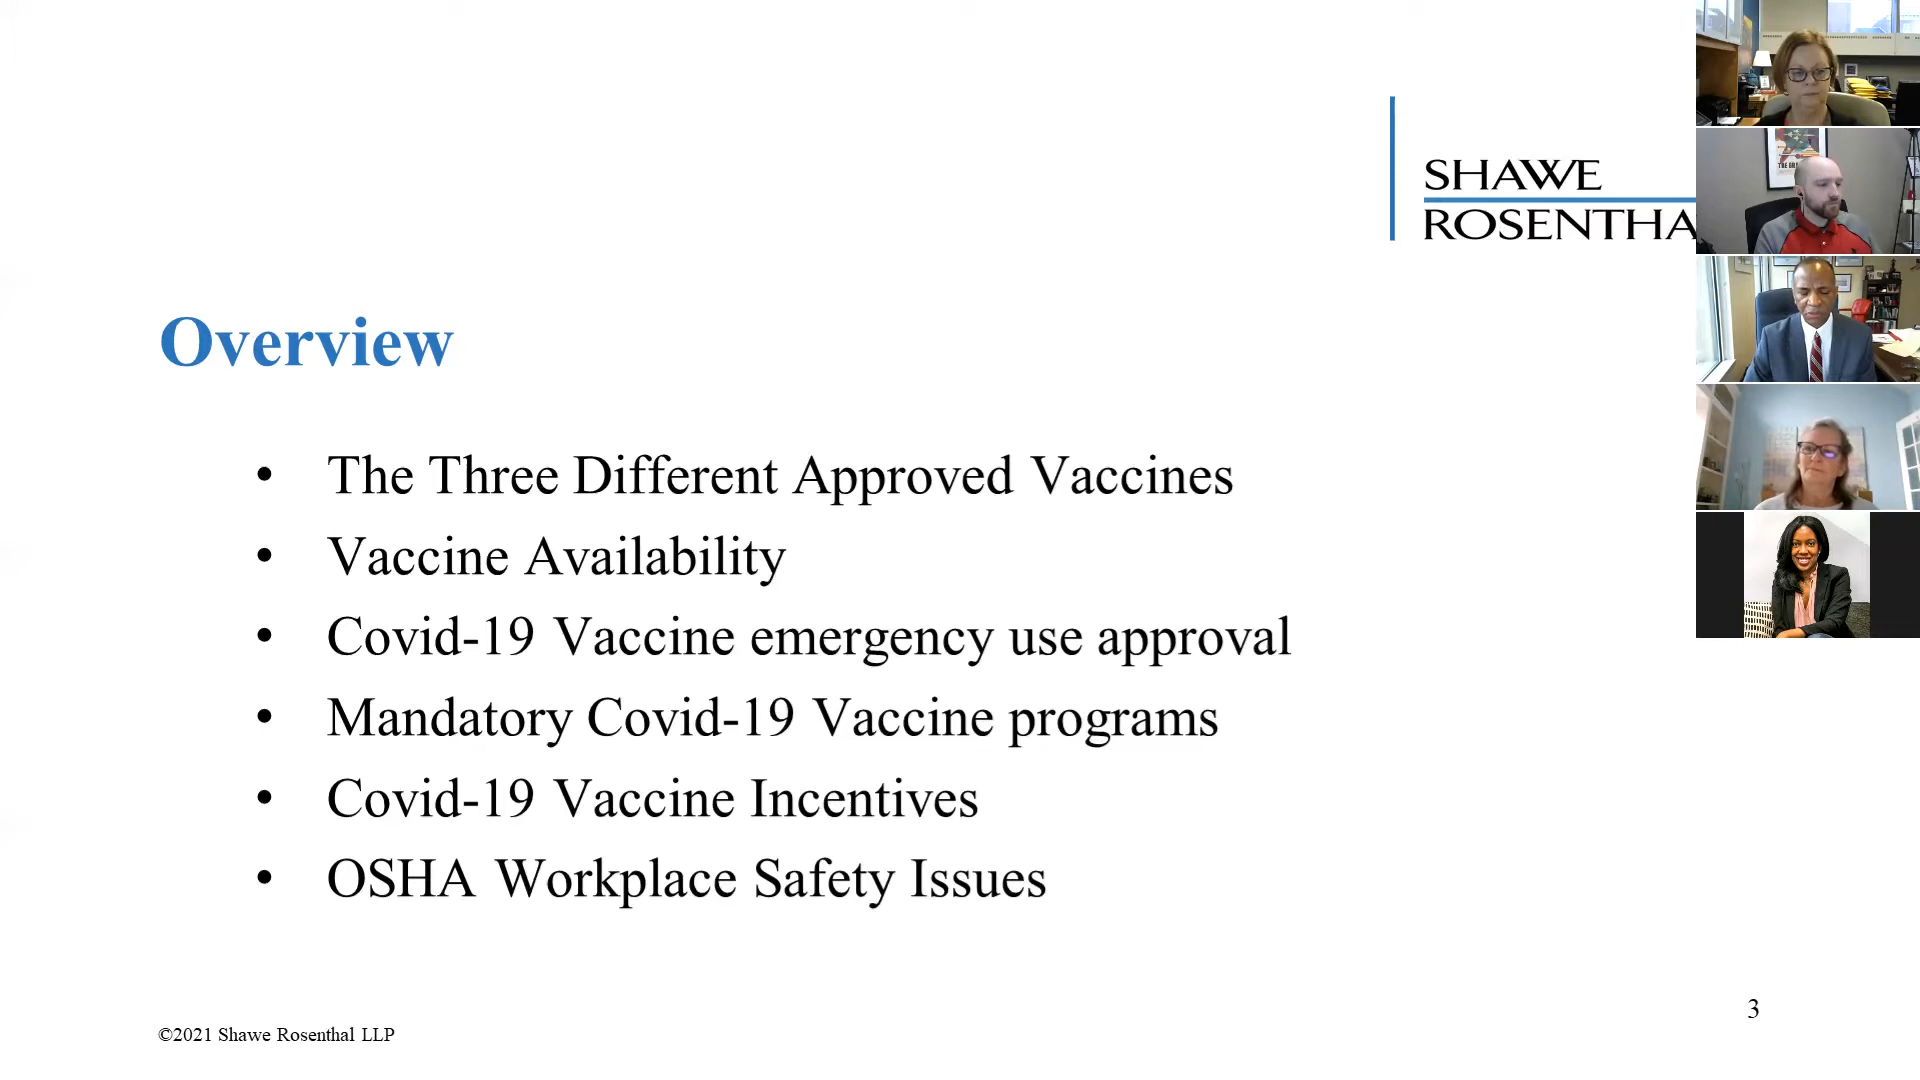 SHAWE
ROSENTHA
Overview
• The Three Different Approved Vaccines
• Vaccine Availability
• Covid-19 Vaccine emergency use approval
• Mandatory Covid-19 Vaccine programs
• Covid-19 Vaccine Incentives
• OSHA Workplace Safety Issues
3
©2021 Shawe Rosenthal LLP